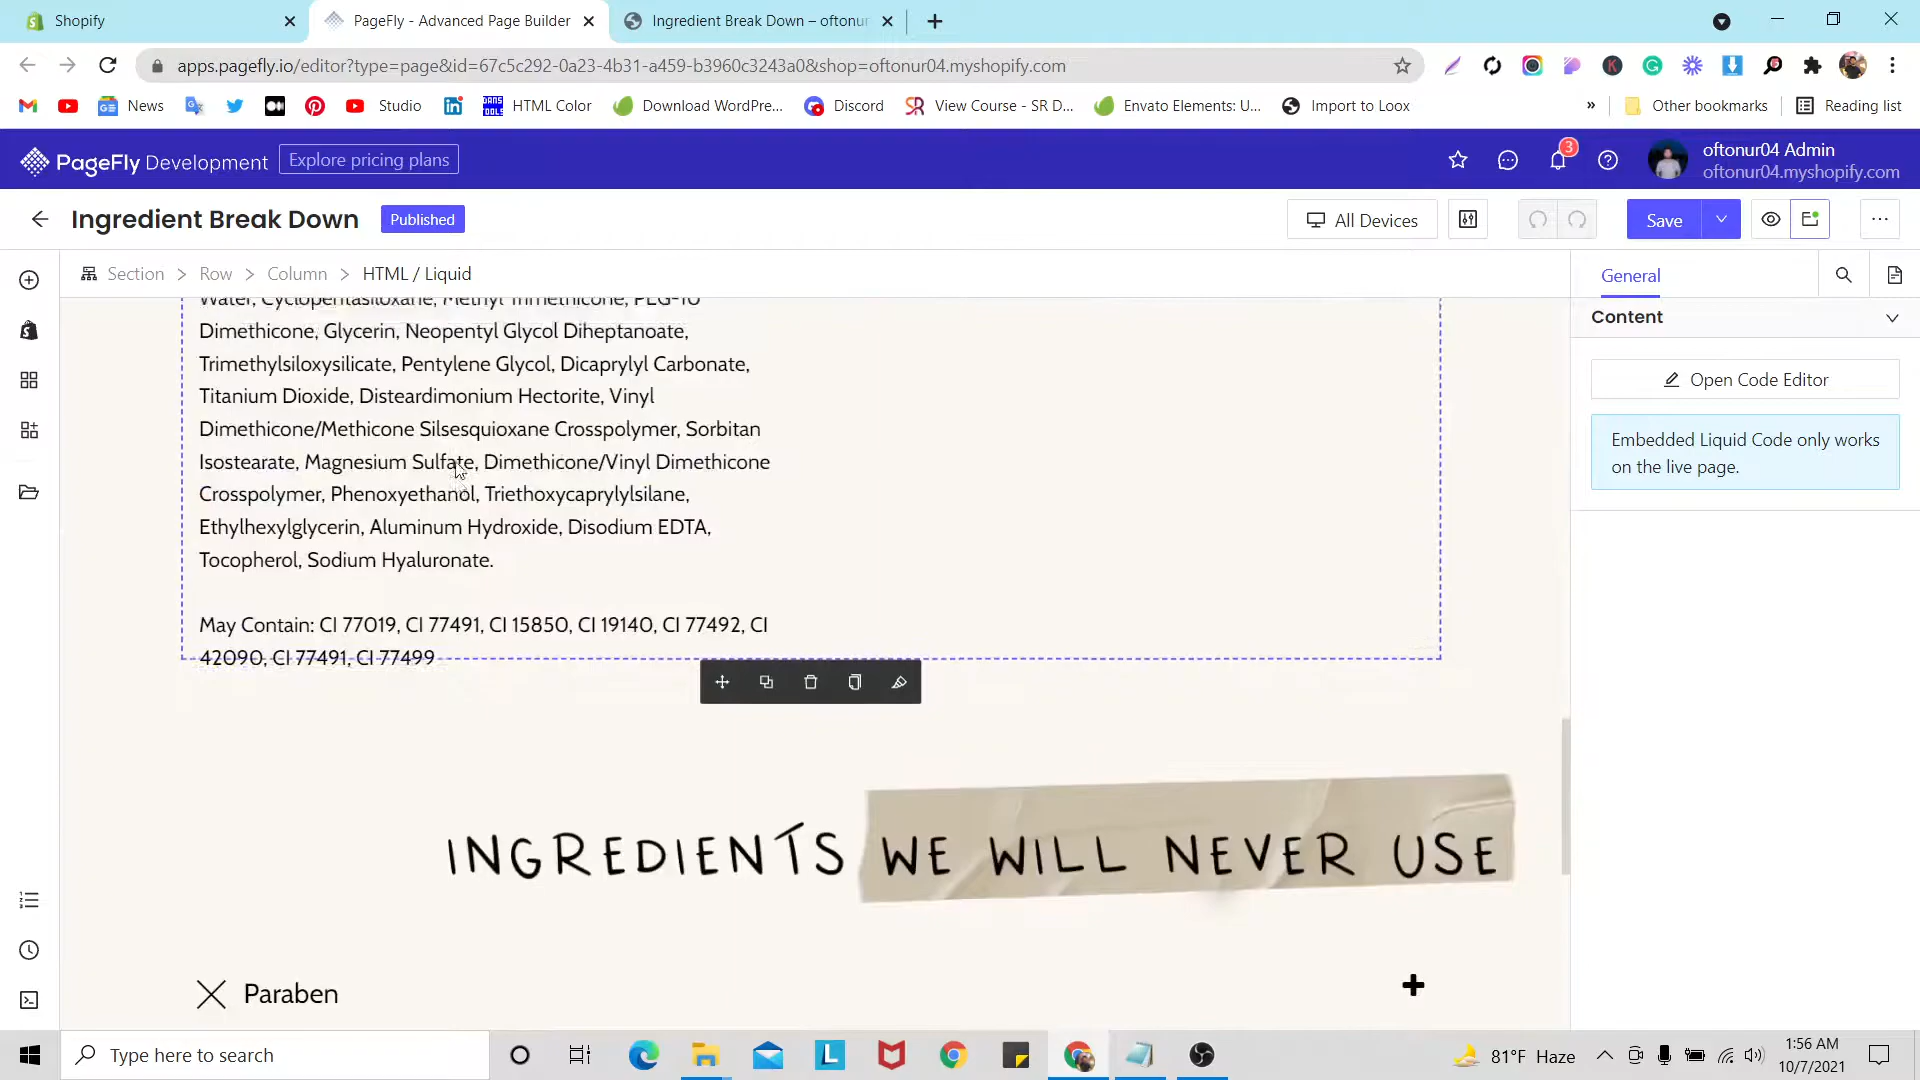 Shopify
PageFly - Advanced Page Builder
Ingredient Break Down – oftonur
apps.pagefly.io/editor?type=page&id=67c5c292-0a23-4b31-a459-b3960c3243a0&shop=oftonur04.myshopify.com
News
Studio
HTML Color
Download WordPre...
Discord
View Course - SR D...
Envato Elements: U...
Import to Loox
»
Other bookmarks
Reading list
PageFly Development
Explore pricing plans
3
oftonur04 Admin
oftonur04.myshopify.com
Ingredient Break Down
Published
All Devices
Save
Section > Row > Column > HTML / Liquid
General
Content
Open Code Editor
Embedded Liquid Code only works
on the live page.
Water, Cyclopentasiloxane, Methyl Trimethicone, PEG-10
Dimethicone, Glycerin, Neopentyl Glycol Diheptanoate,
Trimethylsiloxysilicate, Pentylene Glycol, Dicaprylyl Carbonate,
Titanium Dioxide, Disteardimonium Hectorite, Vinyl
Dimethicone/Methicone Silsesquioxane Crosspolymer, Sorbitan
Isostearate, Magnesium Sulfate, Dimethicone/Vinyl Dimethicone
Crosspolymer, Phenoxyethanol, Triethoxycaprylylsilane,
Ethylhexylglycerin, Aluminum Hydroxide, Disodium EDTA,
Tocopherol, Sodium Hyaluronate.
May Contain: CI 77019, CI 77491, CI 15850, CI 19140, CI 77492, CI
42090, CI 77491, CI 77499
INGREDIENTS WE WILL NEVER USE
Paraben
Type here to search
81°F Haze
1:56 AM
10/7/2021